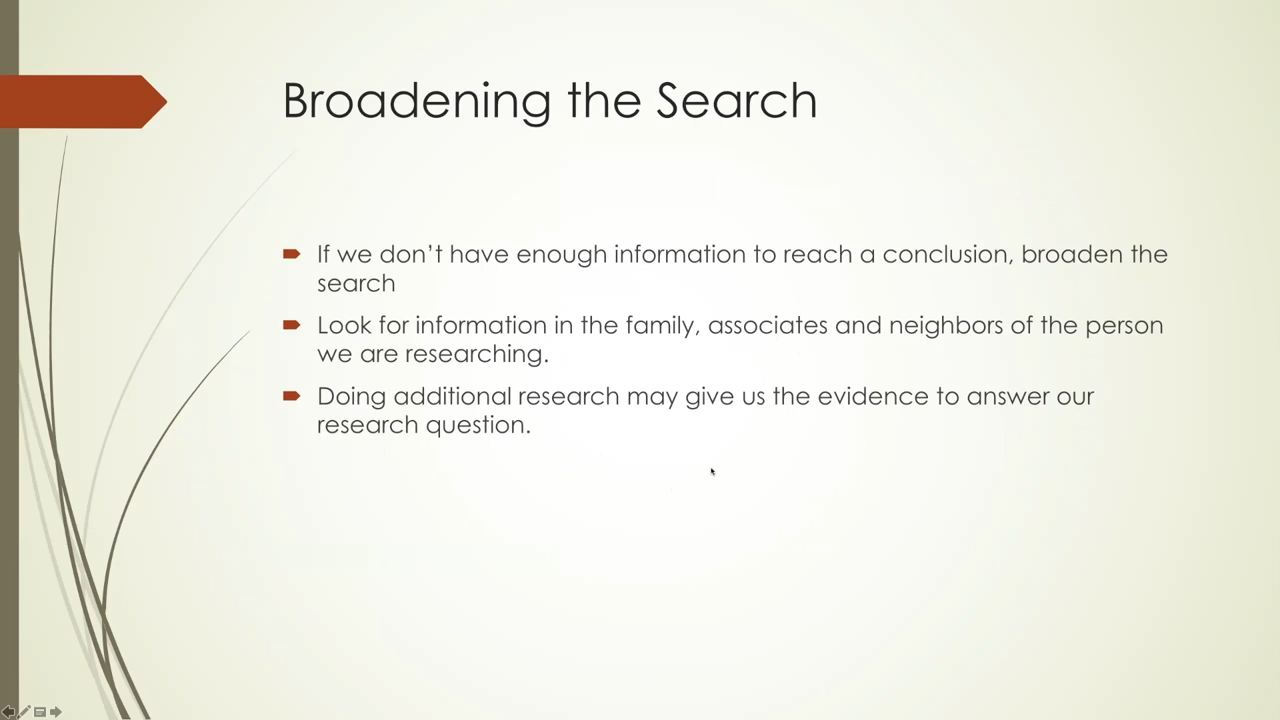 Broadening the Search
If we don’t have enough information to reach a conclusion, broaden the
search
Look for information in the family, associates and neighbors of the person
we are researching.
Doing additional research may give us the evidence to answer our
research question.